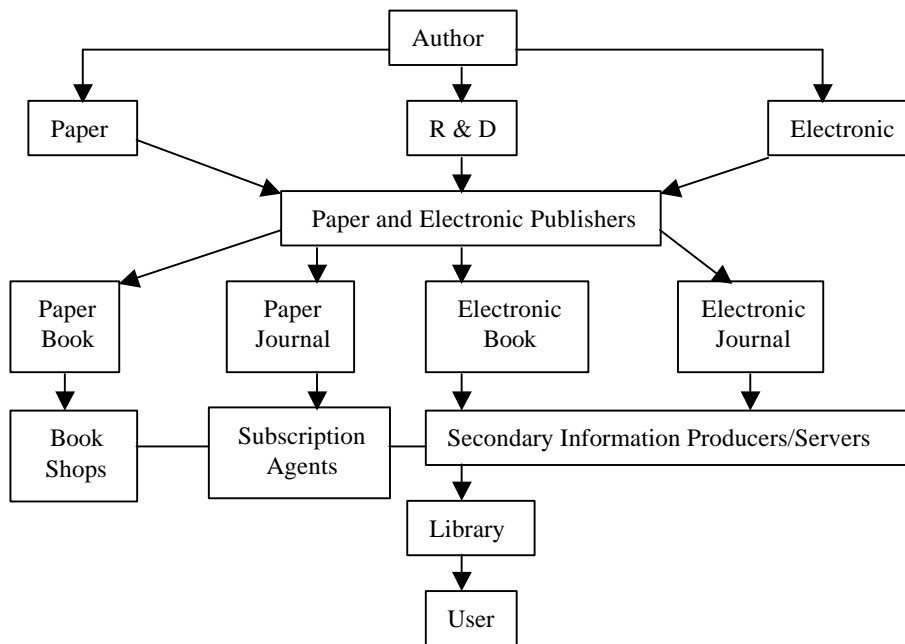 Author
Paper
R & D
Electronic
Paper and Electronic Publishers
Paper
Book
Paper
Journal
Electronic
Book
Electronic
Journal
Book
Shops
Subscription
Agents
Secondary Information Producers/Servers
Library
User